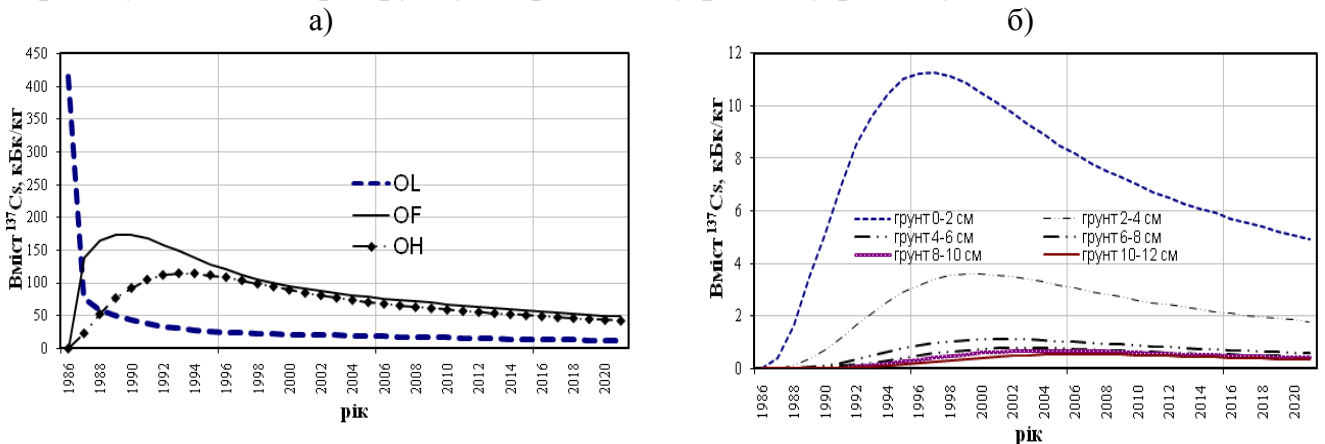 а)
450
400
350
300
250
200
150
100
50
0
Вміст ¹³⁷Cs, кБк/кг
OL
OF
OH
1986 1988 1990 1992 1994 1996 1998 2000 2002 2004 2006 2008 2010 2012 2014 2016 2018 2020
рік
б)
12
10
8
6
4
2
0
Вміст ¹³⁷Cs, кБк/кг
грунт 0-2 см грунт 2-4 см
грунт 4-6 см грунт 6-8 см
грунт 8-10 см грунт 10-12 см
1986 1988 1990 1992 1994 1996 1998 2000 2002 2004 2006 2008 2010 2012 2014 2016 2018 2020
рік